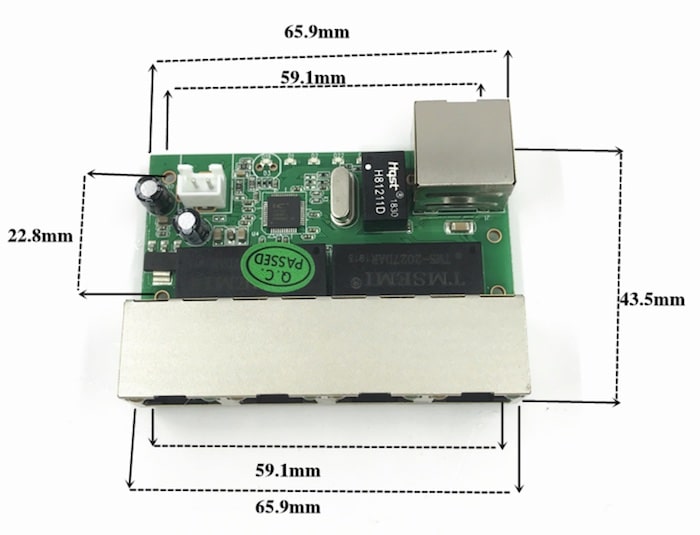 65.9mm
59.1mm
Hqst®
1830
H81211D
22.8mm
Q.C.
PASSED
TMSEMI
43.5mm
59.1mm
65.9mm